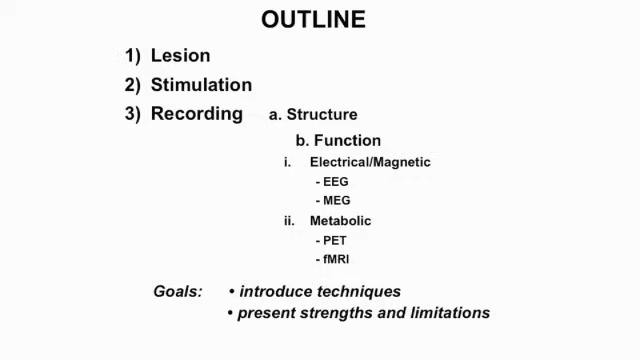 OUTLINE
1) Lesion
2) Stimulation
3) Recording a. Structure
b. Function
i. Electrical/Magnetic
- EEG
- MEG
ii. Metabolic
- PET
- fMRI
Goals: • introduce techniques
• present strengths and limitations